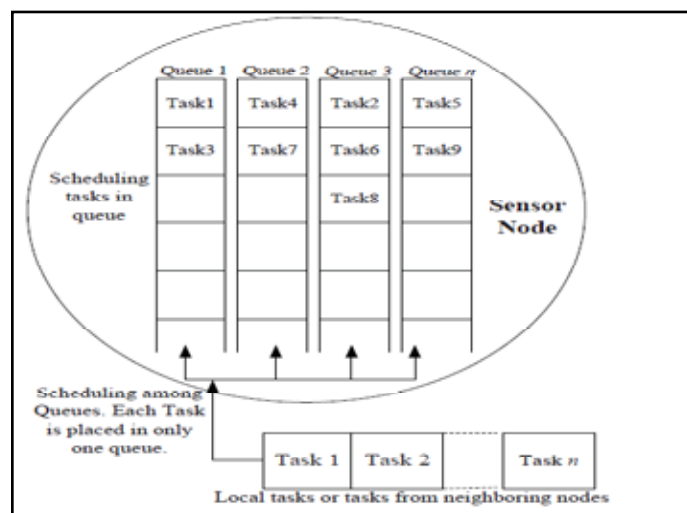 Queue 1 Queue 2 Queue 3 Queue n
Task1 Task4 Task2 Task5
Task3 Task7 Task6 Task9
Task8
Scheduling
tasks in
queue
Sensor
Node
Scheduling among
Queues. Each Task
is placed in only
one queue.
Task 1 Task 2 Task n
Local tasks or tasks from neighboring nodes